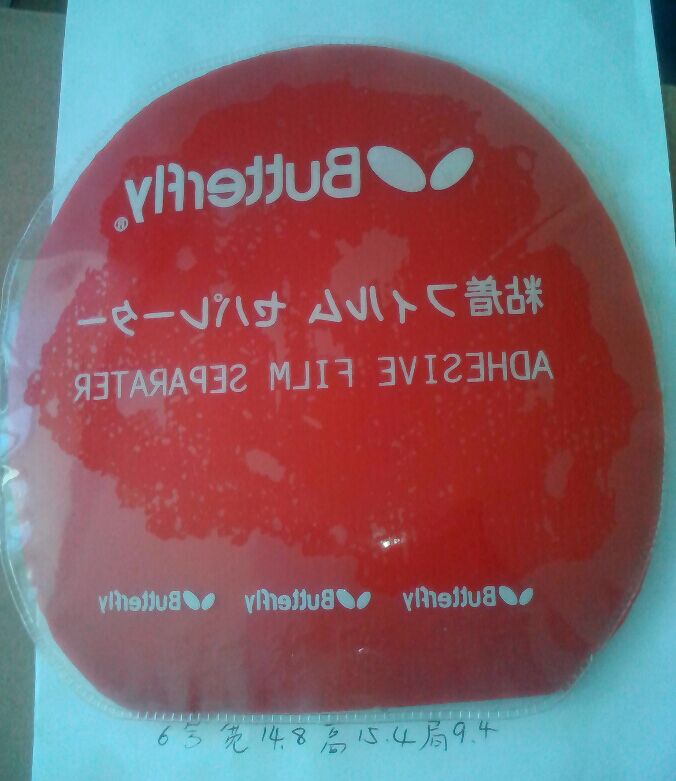 Butterfly®
粘着フィルム セパレーター
ADHESIVE FILM SEPARATER
Butterfly Butterfly Butterfly
6号 宽14.8 高15.4 局9.4